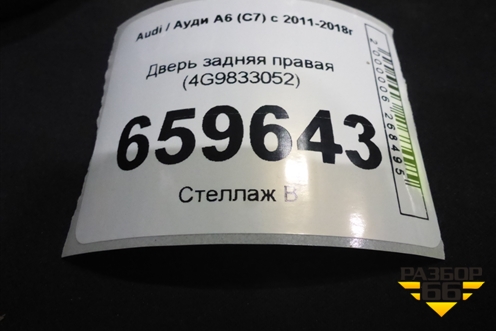 Audi / Ауди А6 (С7) с 2011-2018г
Дверь задняя правая
(4G9833052)
659643
Стеллаж В
2000006268495
РАЗБОР
66